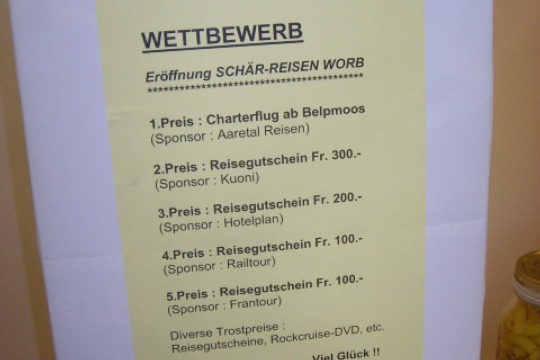 WETTBEWERB
Eröffnung SCHÄR-REISEN WORB
****************************************
1.Preis : Charterflug ab Belpmoos
(Sponsor : Aaretal Reisen)
2.Preis : Reisegutschein Fr. 300.-
(Sponsor : Kuoni)
3.Preis : Reisegutschein Fr. 200.-
(Sponsor : Hotelplan)
4.Preis : Reisegutschein Fr. 100.-
(Sponsor : Railtour)
5.Preis : Reisegutschein Fr. 100.-
(Sponsor : Frantour)
Diverse Trostpreise :
Reisegutscheine, Rockcruise-DVD, etc.
Viel Glück !!